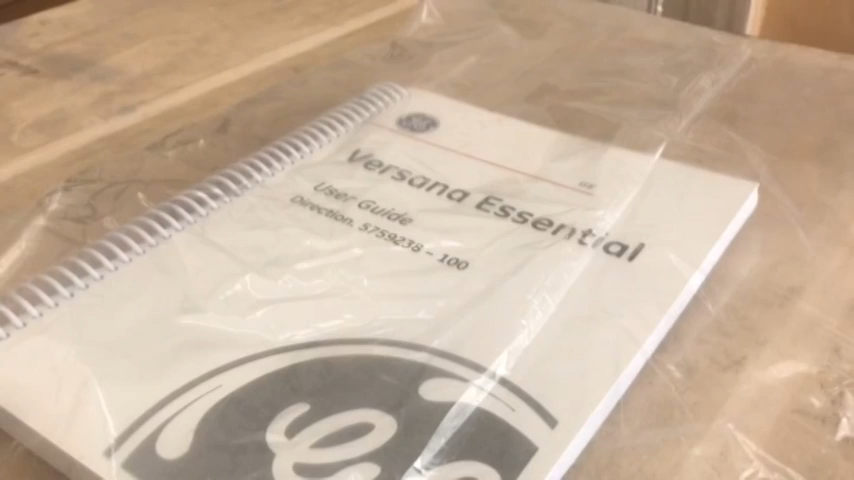 Versana Essential
User Guide
Direction. 5759238 - 100